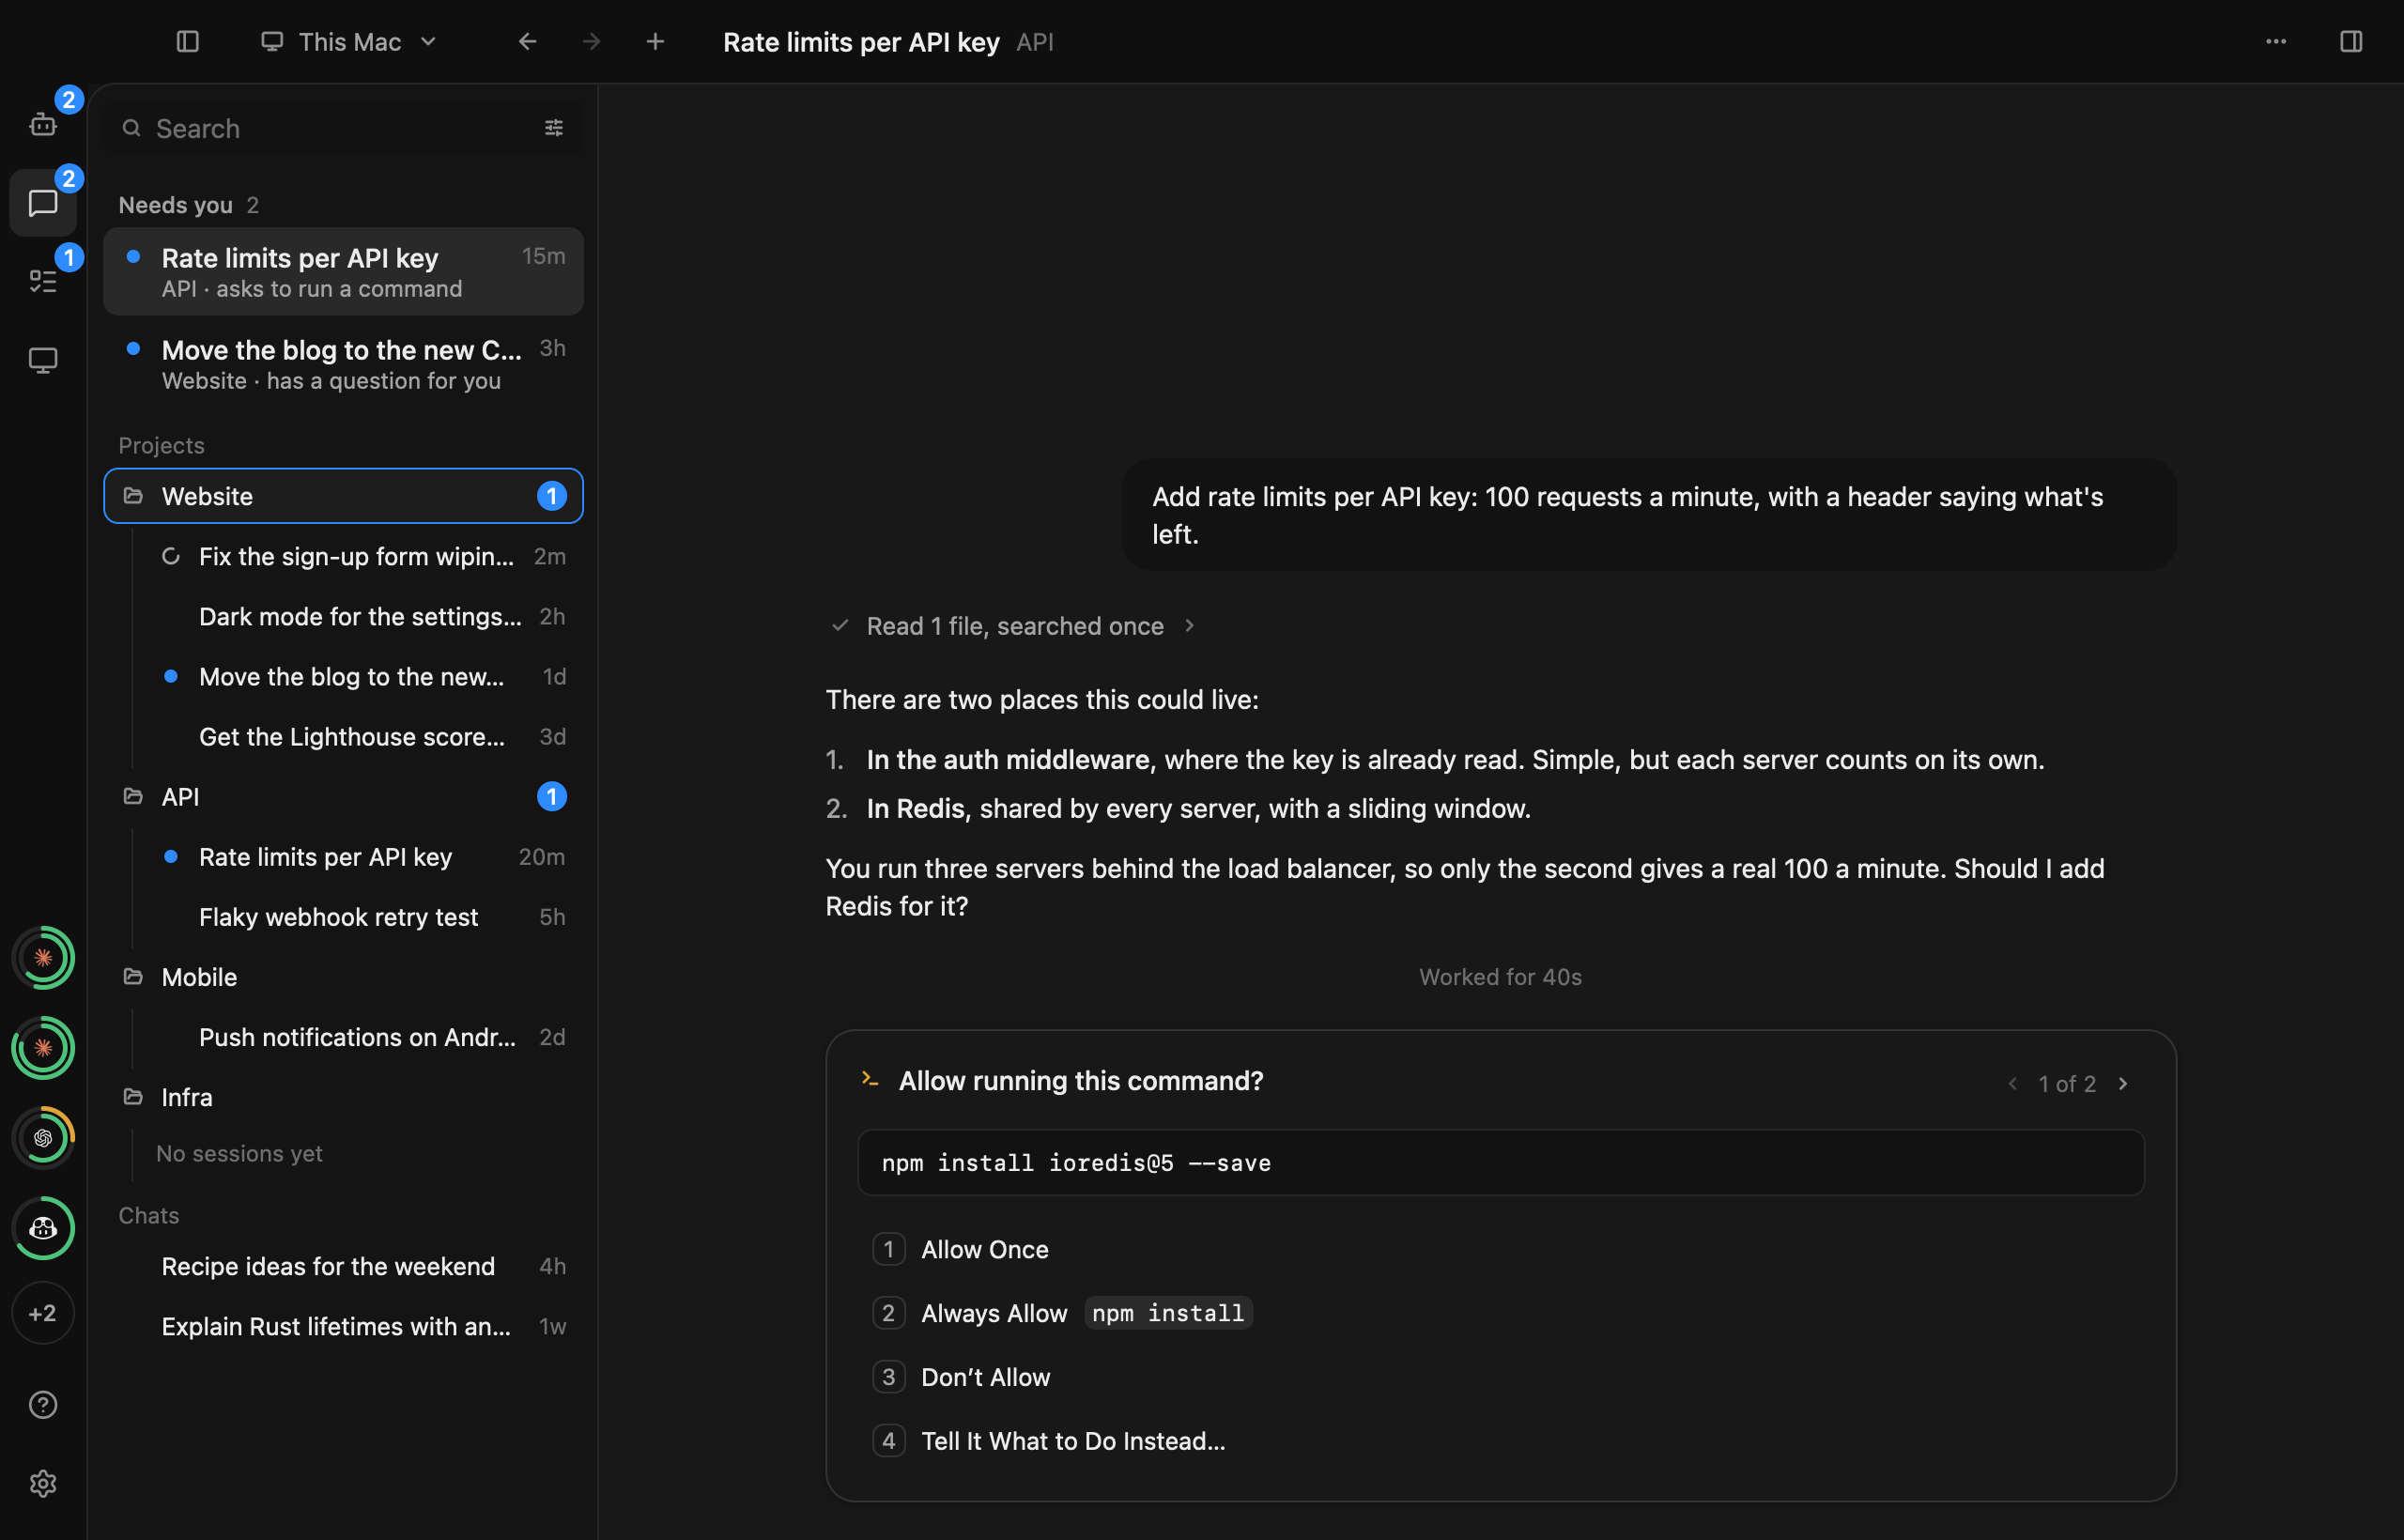 This Mac
Rate limits per API key API
2
2
1
Search
Needs you 2
Rate limits per API key 15m
API · asks to run a command
Move the blog to the new C... 3h
Website · has a question for you
Projects
Website 1
Fix the sign-up form wipin... 2m
Dark mode for the settings... 2h
Move the blog to the new... 1d
Get the Lighthouse score... 3d
API 1
Rate limits per API key 20m
Flaky webhook retry test 5h
Mobile
Push notifications on Andr... 2d
Infra
No sessions yet
Chats
Recipe ideas for the weekend 4h
Explain Rust lifetimes with an... 1w
+2
Add rate limits per API key: 100 requests a minute, with a header saying what's
left.
Read 1 file, searched once
There are two places this could live:
1. In the auth middleware, where the key is already read. Simple, but each server counts on its own.
2. In Redis, shared by every server, with a sliding window.
You run three servers behind the load balancer, so only the second gives a real 100 a minute. Should I add
Redis for it?
Worked for 40s
Allow running this command?
1 of 2
npm install ioredis@5 --save
1 Allow Once
2 Always Allow npm install
3 Don’t Allow
4 Tell It What to Do Instead...